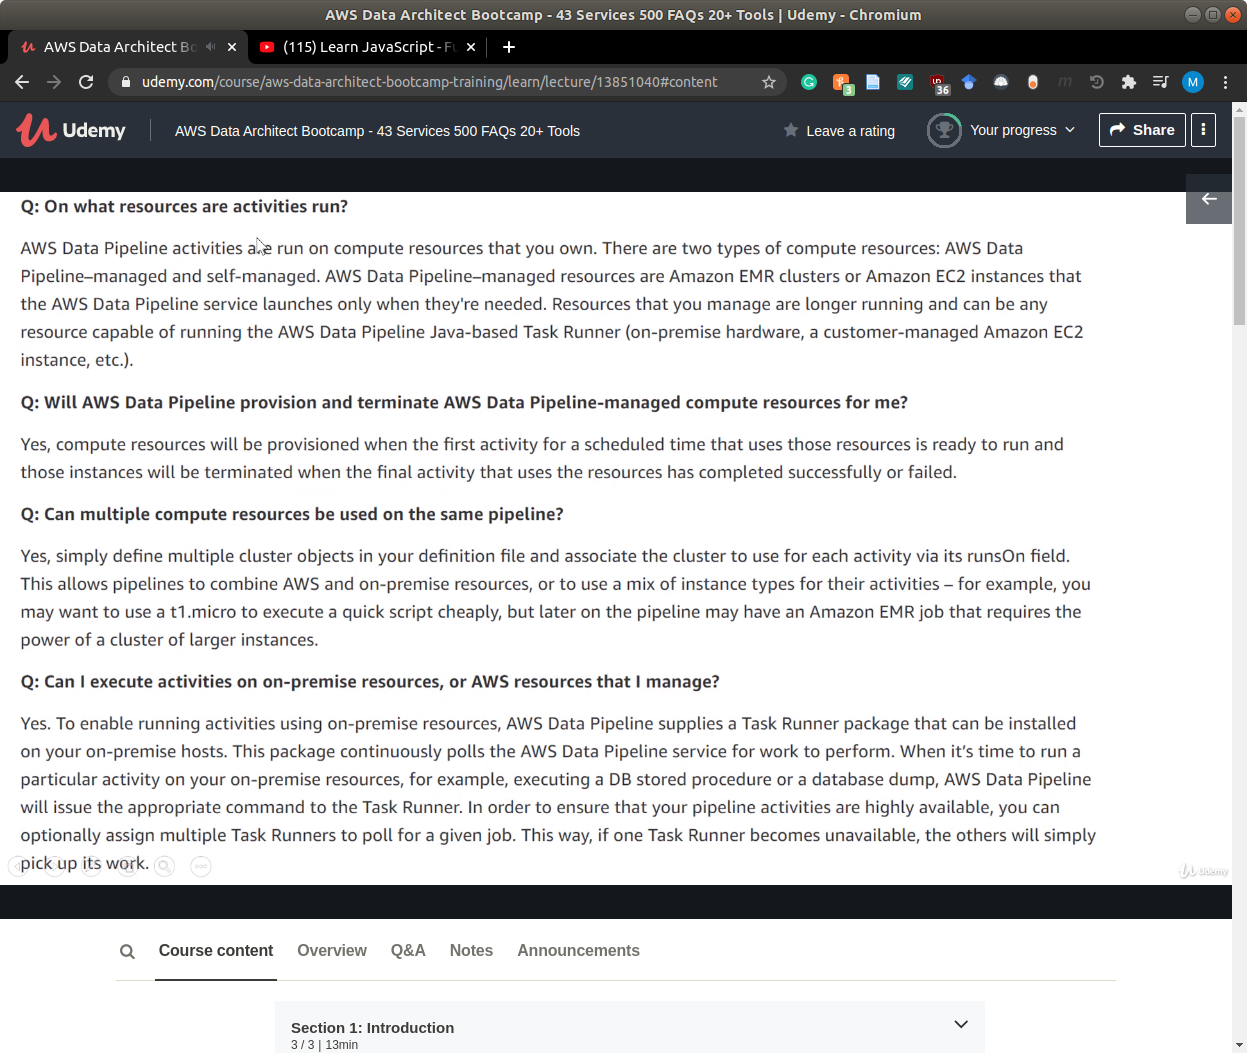 AWS Data Architect Bootcamp - 43 Services 500 FAQs 20+ Tools | Udemy - Chromium
AWS Data Architect Bo
(115) Learn JavaScript - Fu
udemy.com/course/aws-data-architect-bootcamp-training/learn/lecture/13851040#content
3
36
M
Udemy
AWS Data Architect Bootcamp - 43 Services 500 FAQs 20+ Tools
Leave a rating
Your progress
Share
Q: On what resources are activities run?
AWS Data Pipeline activities are run on compute resources that you own. There are two types of compute resources: AWS Data
Pipeline–managed and self-managed. AWS Data Pipeline–managed resources are Amazon EMR clusters or Amazon EC2 instances that
the AWS Data Pipeline service launches only when they're needed. Resources that you manage are longer running and can be any
resource capable of running the AWS Data Pipeline Java-based Task Runner (on-premise hardware, a customer-managed Amazon EC2
instance, etc.).
Q: Will AWS Data Pipeline provision and terminate AWS Data Pipeline-managed compute resources for me?
Yes, compute resources will be provisioned when the first activity for a scheduled time that uses those resources is ready to run and
those instances will be terminated when the final activity that uses the resources has completed successfully or failed.
Q: Can multiple compute resources be used on the same pipeline?
Yes, simply define multiple cluster objects in your definition file and associate the cluster to use for each activity via its runsOn field.
This allows pipelines to combine AWS and on-premise resources, or to use a mix of instance types for their activities – for example, you
may want to use a t1.micro to execute a quick script cheaply, but later on the pipeline may have an Amazon EMR job that requires the
power of a cluster of larger instances.
Q: Can I execute activities on on-premise resources, or AWS resources that I manage?
Yes. To enable running activities using on-premise resources, AWS Data Pipeline supplies a Task Runner package that can be installed
on your on-premise hosts. This package continuously polls the AWS Data Pipeline service for work to perform. When it’s time to run a
particular activity on your on-premise resources, for example, executing a DB stored procedure or a database dump, AWS Data Pipeline
will issue the appropriate command to the Task Runner. In order to ensure that your pipeline activities are highly available, you can
optionally assign multiple Task Runners to poll for a given job. This way, if one Task Runner becomes unavailable, the others will simply
pick up its work.
Udemy
Course content
Overview
Q&A
Notes
Announcements
Section 1: Introduction
3 / 3 | 13min